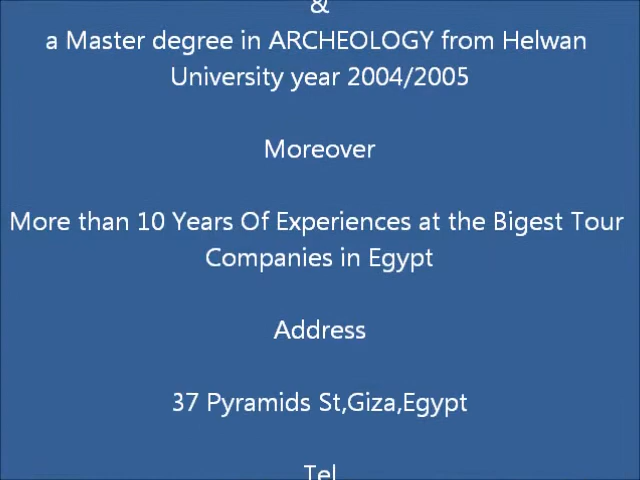 &
a Master degree in ARCHEOLOGY from Helwan
University year 2004/2005
Moreover
More than 10 Years Of Experiences at the Bigest Tour
Companies in Egypt
Address
37 Pyramids St,Giza,Egypt
Tel